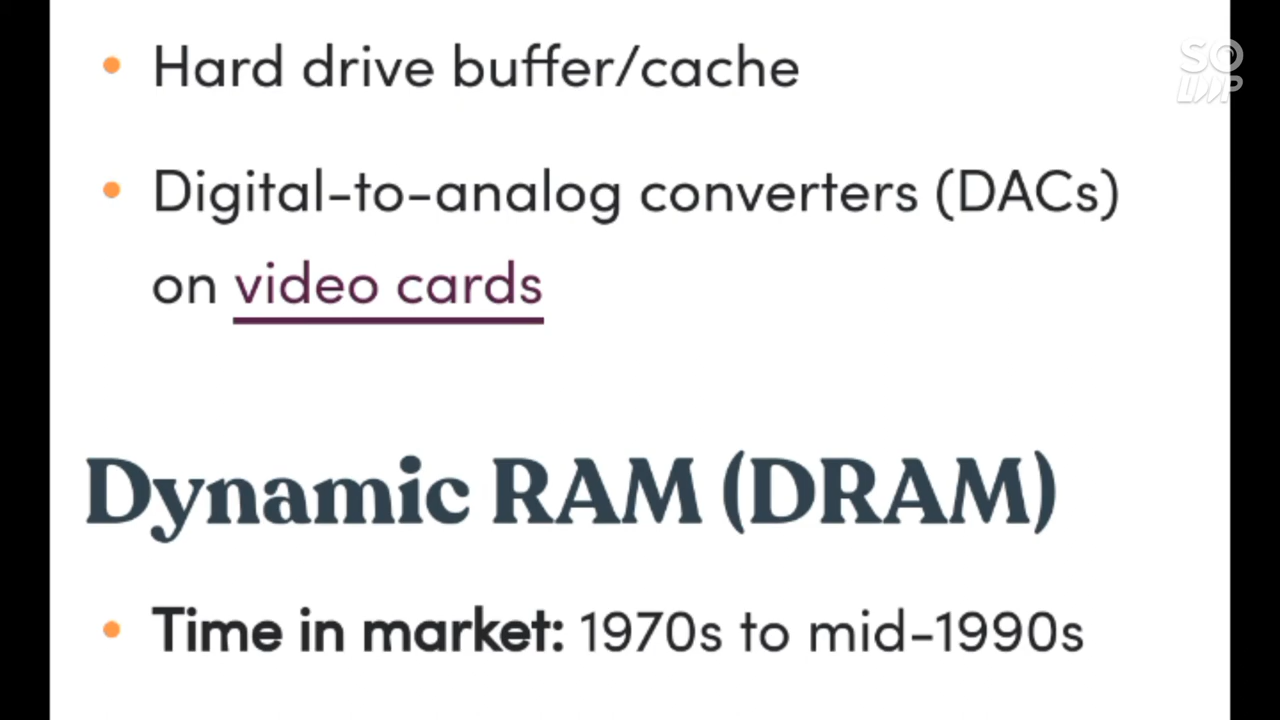 Hard drive buffer/cache
Digital-to-analog converters (DACs)
on video cards
Dynamic RAM (DRAM)
Time in market: 1970s to mid-1990s
SO